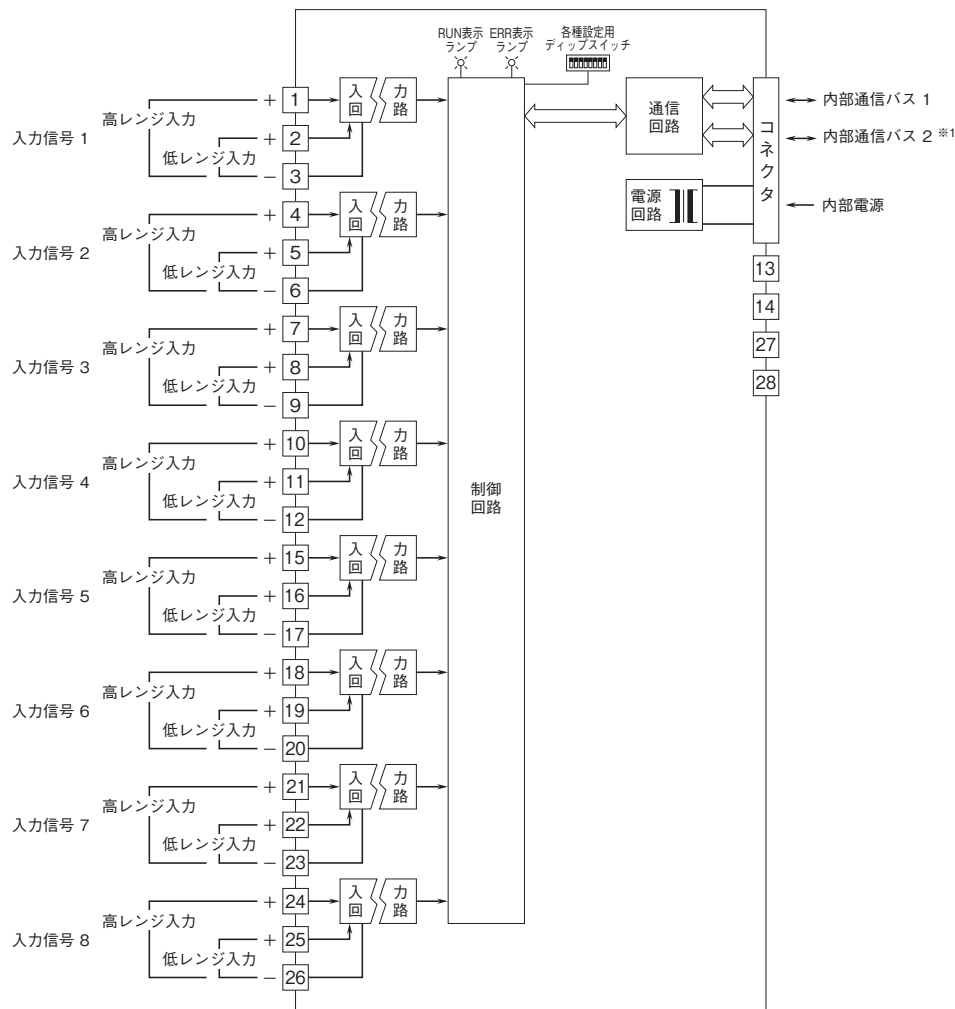 RUN表示
ランプ
ERR表示
ランプ
各種設定用
ディップスイッチ
入力信号 1
高レンジ入力
低レンジ入力
+ 1
+ 2
− 3
入 力
回 路
入力信号 2
高レンジ入力
低レンジ入力
+ 4
+ 5
− 6
入 力
回 路
入力信号 3
高レンジ入力
低レンジ入力
+ 7
+ 8
− 9
入 力
回 路
入力信号 4
高レンジ入力
低レンジ入力
+ 10
+ 11
− 12
入 力
回 路
入力信号 5
高レンジ入力
低レンジ入力
+ 15
+ 16
− 17
入 力
回 路
入力信号 6
高レンジ入力
低レンジ入力
+ 18
+ 19
− 20
入 力
回 路
入力信号 7
高レンジ入力
低レンジ入力
+ 21
+ 22
− 23
入 力
回 路
入力信号 8
高レンジ入力
低レンジ入力
+ 24
+ 25
− 26
入 力
回 路
制御
回路
通信
回路
電源
回路
コネクタ
内部通信バス 1
内部通信バス 2 ※1
内部電源
13
14
27
28